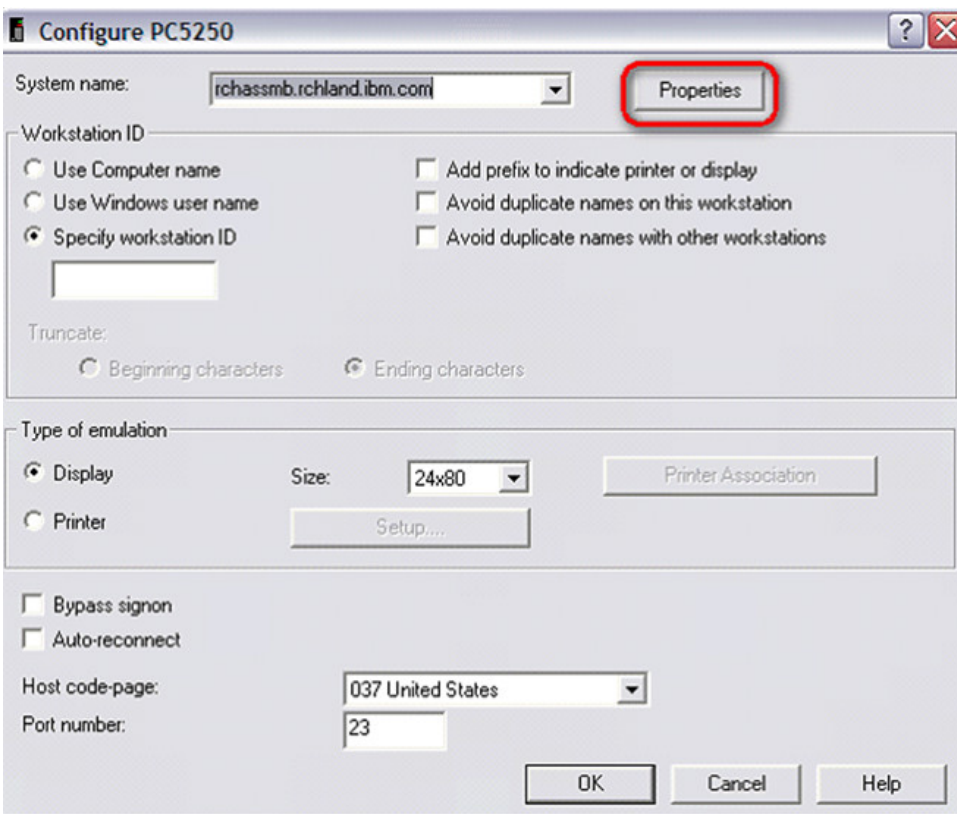 Configure PC5250
System name: rchassmb.rchland.ibm.com Properties
Workstation ID
Use Computer name Add prefix to indicate printer or display
Use Windows user name Avoid duplicate names on this workstation
Specify workstation ID Avoid duplicate names with other workstations
Truncate:
Beginning characters Ending characters
Type of emulation
Display Size: 24x80 Printer Association
Printer Setup....
Bypass signon
Auto-reconnect
Host code-page: 037 United States
Port number: 23
OK Cancel Help